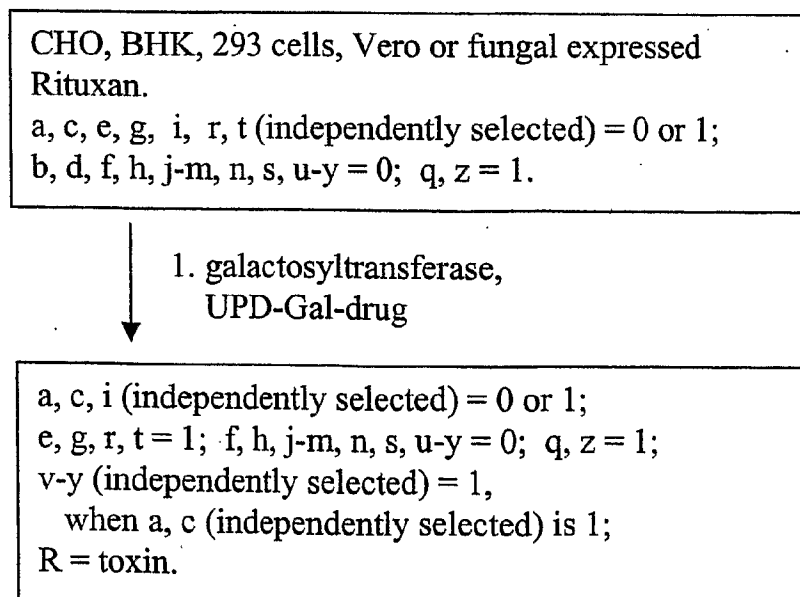 CHO, BHK, 293 cells, Vero or fungal expressed
Rituxan.
a, c, e, g, i, r, t (independently selected) = 0 or 1;
b, d, f, h, j-m, n, s, u-y = 0; q, z = 1.
1. galactosyltransferase,
UPD-Gal-drug
a, c, i (independently selected) = 0 or 1;
e, g, r, t = 1; f, h, j-m, n, s, u-y = 0; q, z = 1;
v-y (independently selected) = 1,
when a, c (independently selected) is 1;
R = toxin.